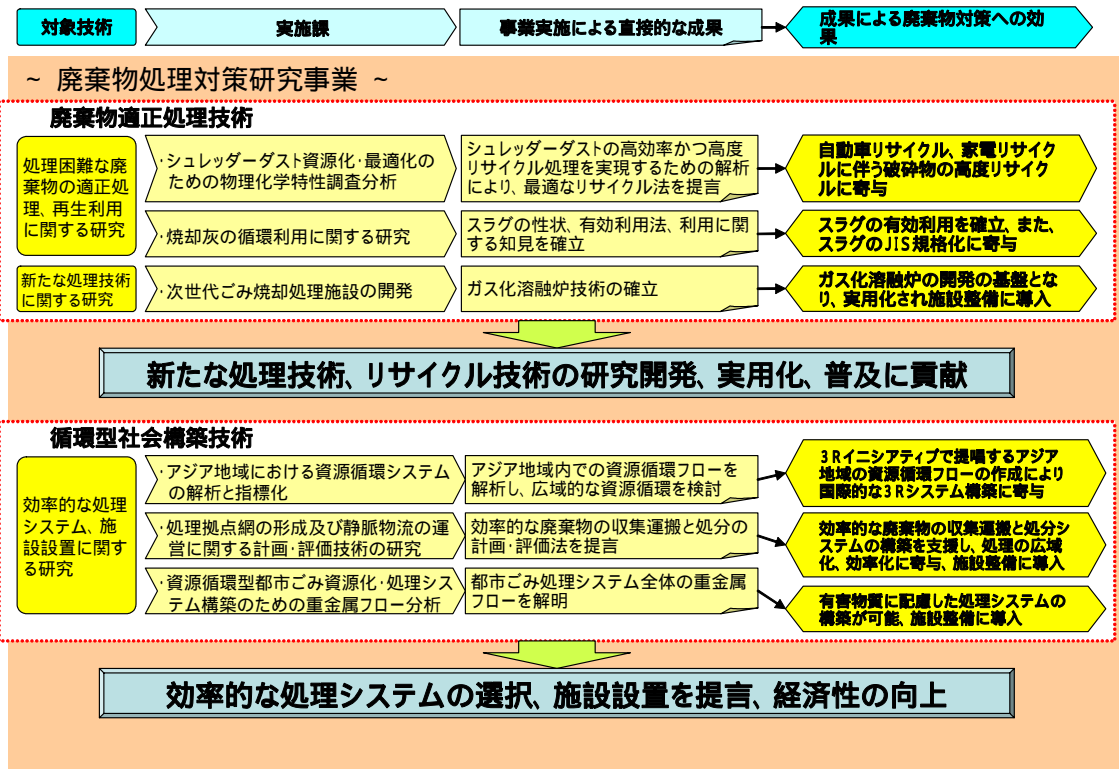 対象技術
実施課
事業実施による直接的な成果
成果による廃棄物対策への効
果
~ 廃棄物処理対策研究事業 ~
廃棄物適正処理技術
処理困難な廃
棄物の適正処
理、再生利用
に関する研究
・シュレッダーダスト資源化・最適化の
ための物理化学特性調査分析
シュレッダーダストの高効率かつ高度
リサイクル処理を実現するための解析
により、最適なリサイクル法を提言
自動車リサイクル、家電リサイク
ルに伴う破砕物の高度リサイク
ルに寄与
・焼却灰の循環利用に関する研究
スラグの性状、有効利用法、利用に関
する知見を確立
スラグの有効利用を確立、また、
スラグのJIS規格化に寄与
新たな処理技術
に関する研究
・次世代ごみ焼却処理施設の開発
ガス化溶融炉技術の確立
ガス化溶融炉の開発の基盤とな
り、実用化され施設整備に導入
新たな処理技術、リサイクル技術の研究開発、実用化、普及に貢献
循環型社会構築技術
効率的な処理
システム、施
設設置に関す
る研究
・アジア地域における資源循環システム
の解析と指標化
アジア地域内での資源循環フローを
解析し、広域的な資源循環を検討
3Rイニシアティブで提唱するアジア
地域の資源循環フローの作成により
国際的な3Rシステム構築に寄与
・処理拠点網の形成及び静脈物流の運
営に関する計画・評価技術の研究
効率的な廃棄物の収集運搬と処分の
計画・評価法を提言
効率的な廃棄物の収集運搬と処分シ
ステムの構築を支援し、処理の広域
化、効率化に寄与、施設整備に導入
・資源循環型都市ごみ資源化・処理シス
テム構築のための重金属フロー分析
都市ごみ処理システム全体の重金属
フローを解明
有害物質に配慮した処理システムの
構築が可能、施設整備に導入
効率的な処理システムの選択、施設設置を提言、経済性の向上